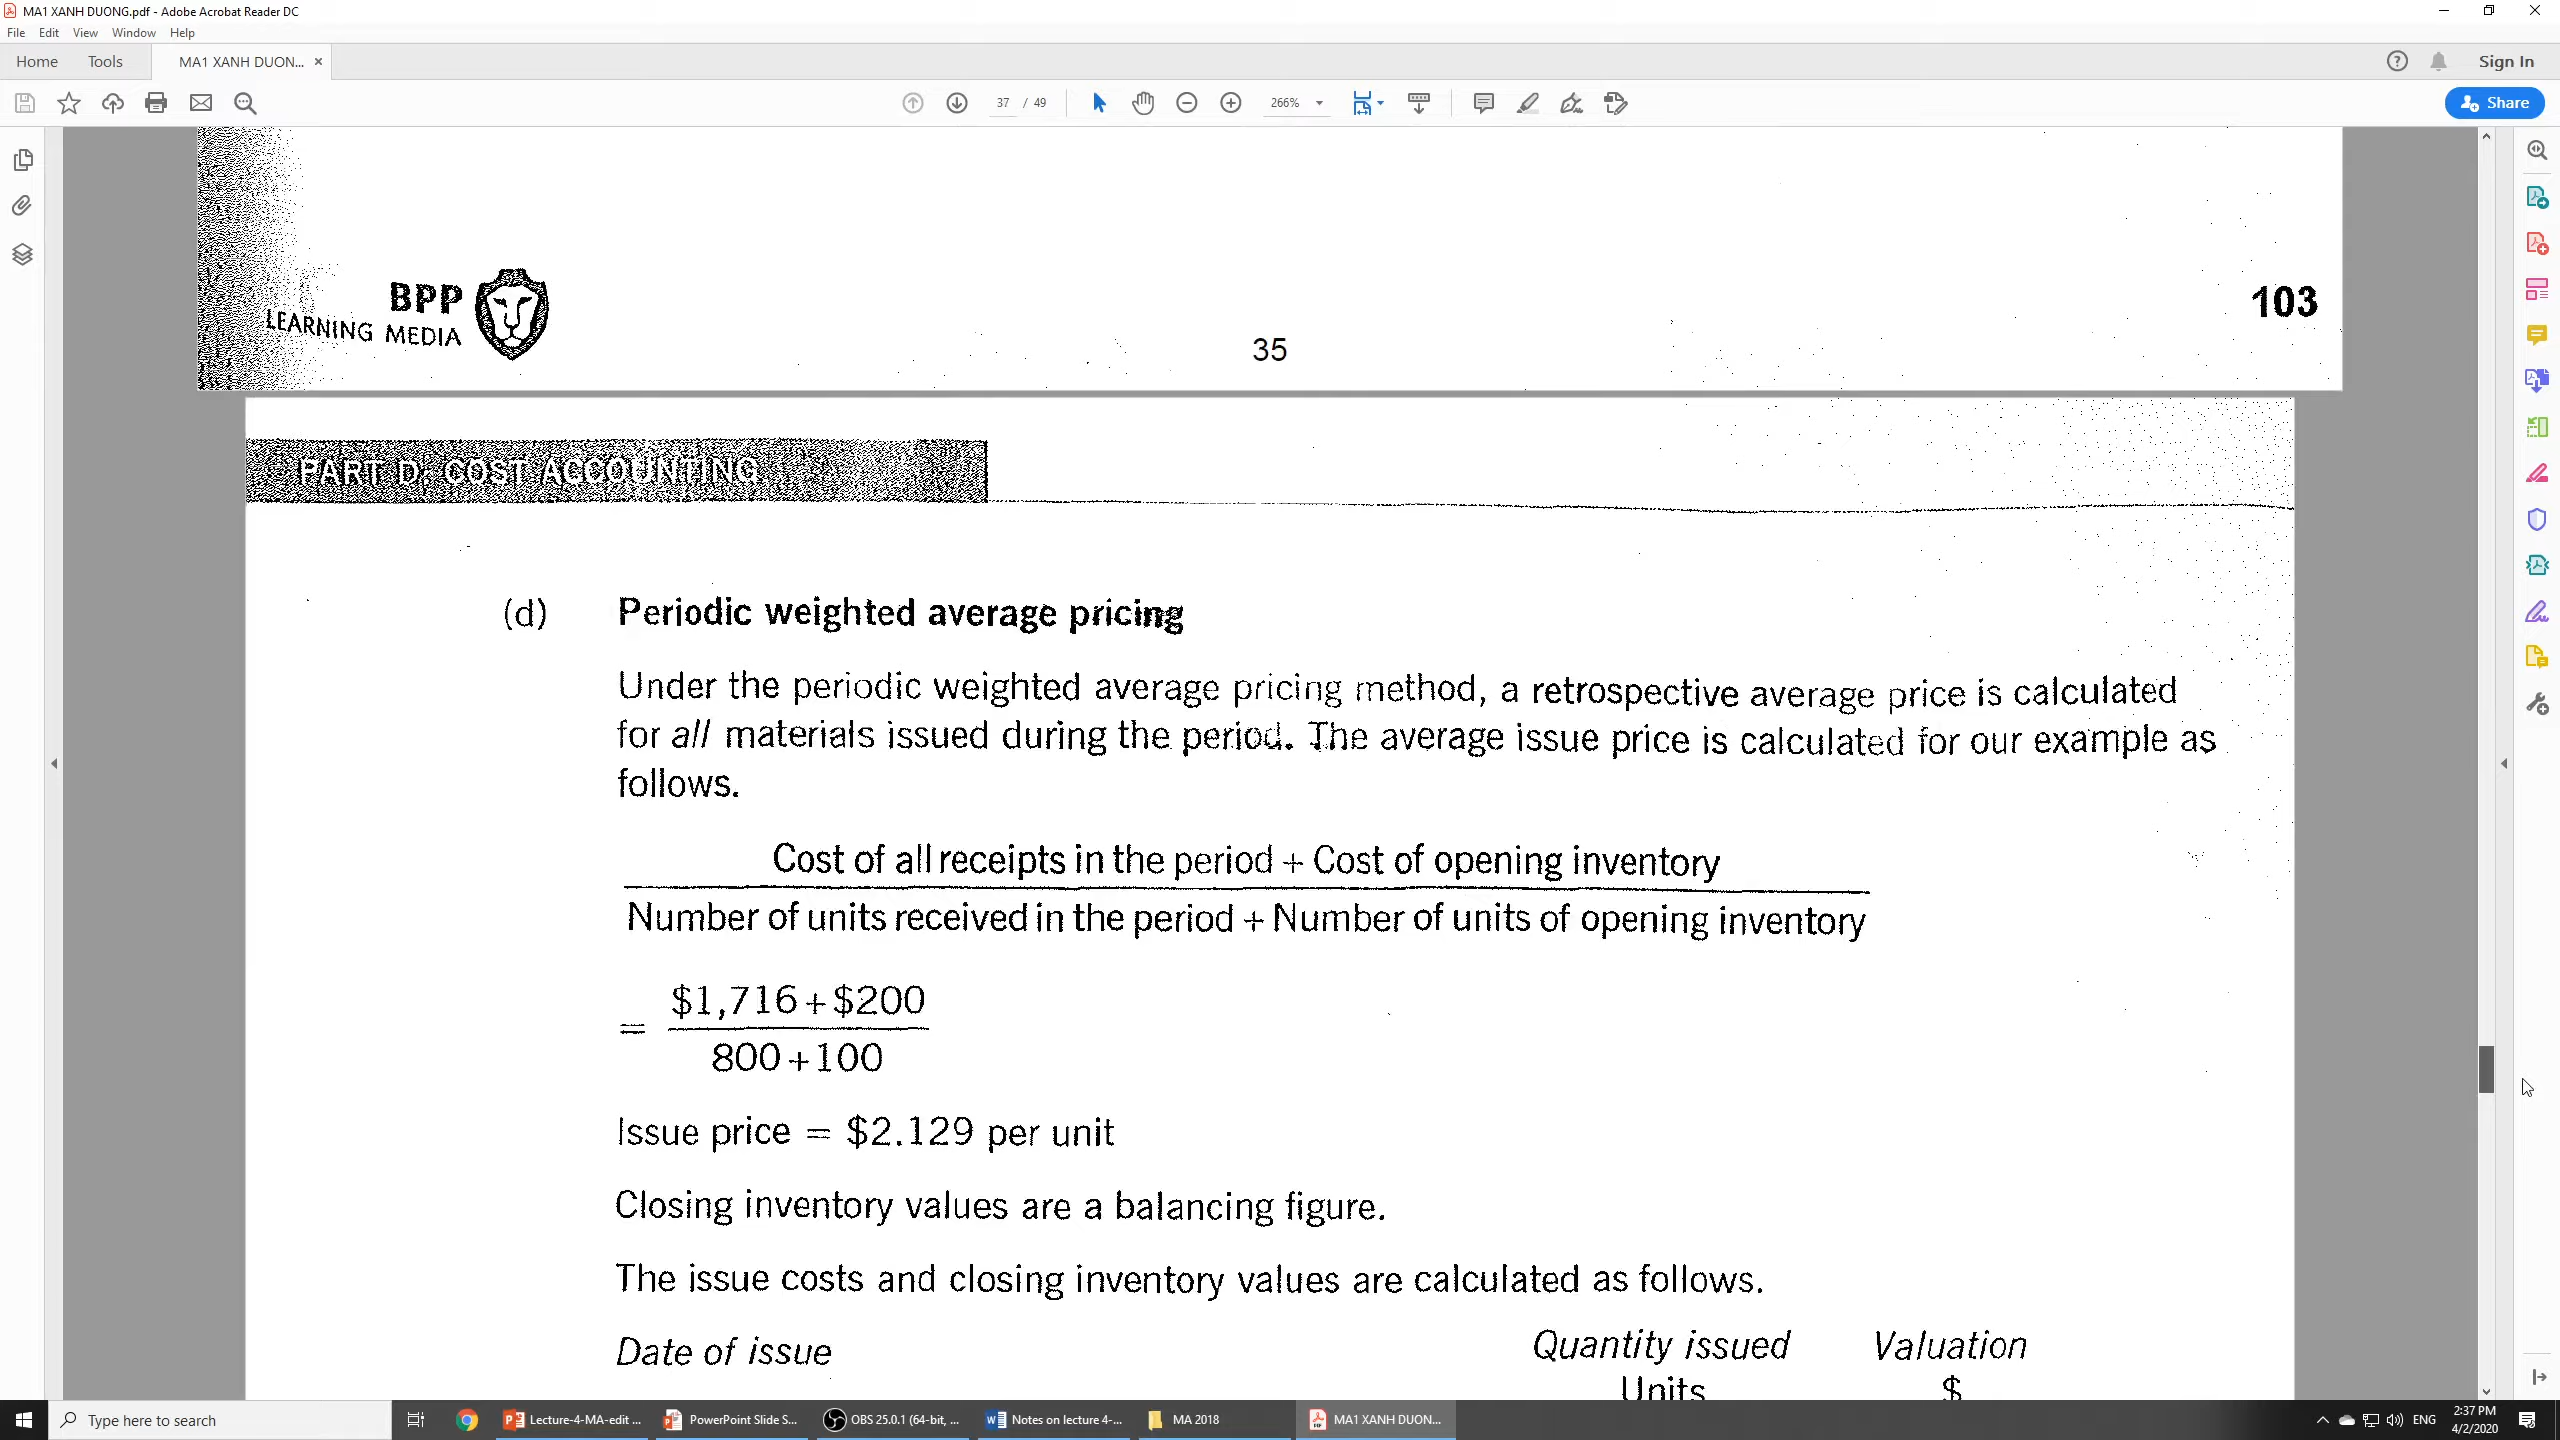 MA1 XANH DUONG.pdf - Adobe Acrobat Reader DC
File Edit View Window Help
Home Tools MA1 XANH DUON... × Sign In
37 / 49 266% Share
BPP
LEARNING MEDIA
103
35
PART D: COST ACCOUNTING
(d) Periodic weighted average pricing
Under the periodic weighted average pricing method, a retrospective average price is calculated
for all materials issued during the period. The average issue price is calculated for our example as
follows.
Cost of all receipts in the period + Cost of opening inventory
Number of units received in the period + Number of units of opening inventory
$1,716 + $200
=
800 + 100
Issue price = $2.129 per unit
Closing inventory values are a balancing figure.
The issue costs and closing inventory values are calculated as follows.
Date of issue Quantity issued Valuation
Units $
Type here to search Lecture-4-MA-edit ... PowerPoint Slide S... OBS 25.0.1 (64-bit, ... Notes on lecture 4-... MA 2018 MA1 XANH DUON... ENG 2:37 PM
4/2/2020